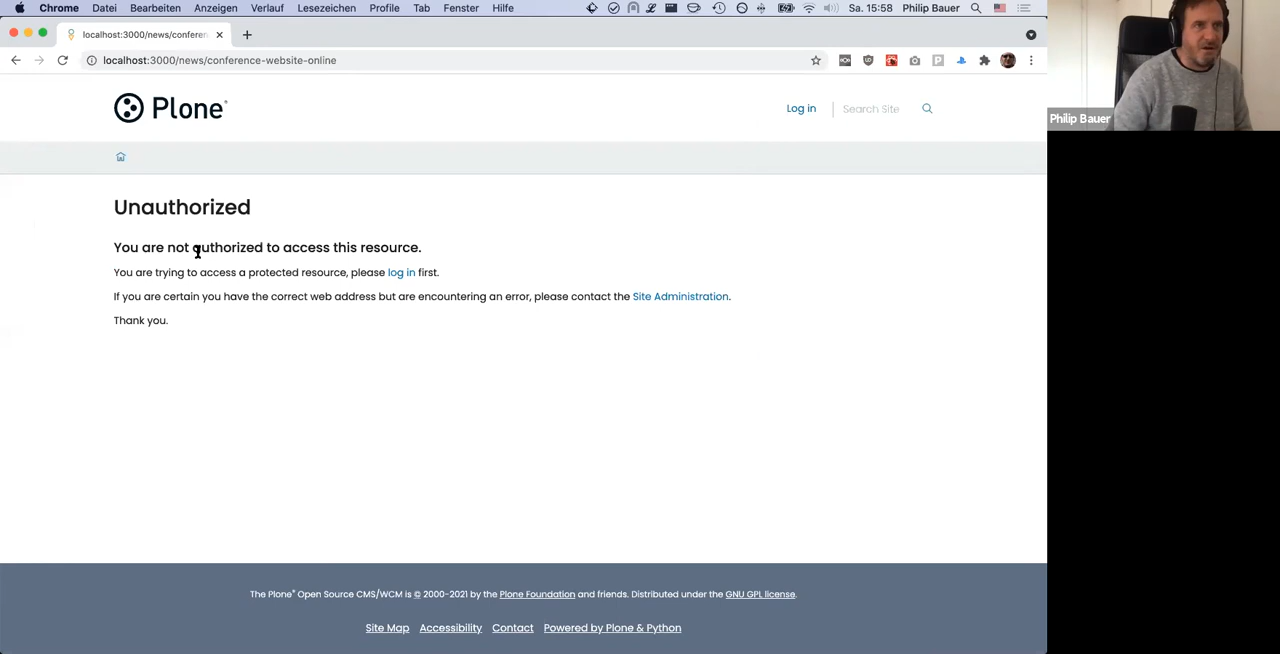 Chrome Datei Bearbeiten Anzeigen Verlauf Lesezeichen Profile Tab Fenster Hilfe Sa. 15:58 Philip Bauer
localhost:3000/news/conferen
localhost:3000/news/conference-website-online
Philip Bauer
Plone®
Log in
Search Site
Unauthorized
You are not authorized to access this resource.
You are trying to access a protected resource, please log in first.
If you are certain you have the correct web address but are encountering an error, please contact the Site Administration.
Thank you.
The Plone® Open Source CMS/WCM is © 2000-2021 by the Plone Foundation and friends. Distributed under the GNU GPL license.
Site Map Accessibility Contact Powered by Plone & Python